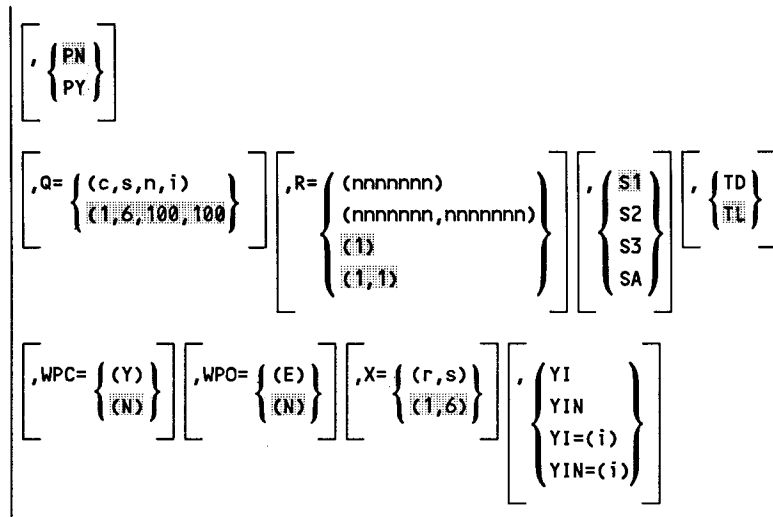 , PN
PY
,Q= (c,s,n,i)
(1,6,100,100
,R= (nnnnnnn)
(nnnnnnn,nnnnnnn)
(1)
(1,1)
, S1
S2
S3
SA
, TD
TL
,WPC= (Y)
(N)
,WPO= (E)
(N)
,X= (r,s)
(1,6)
, YI
YIN
YI=(i)
YIN=(i)